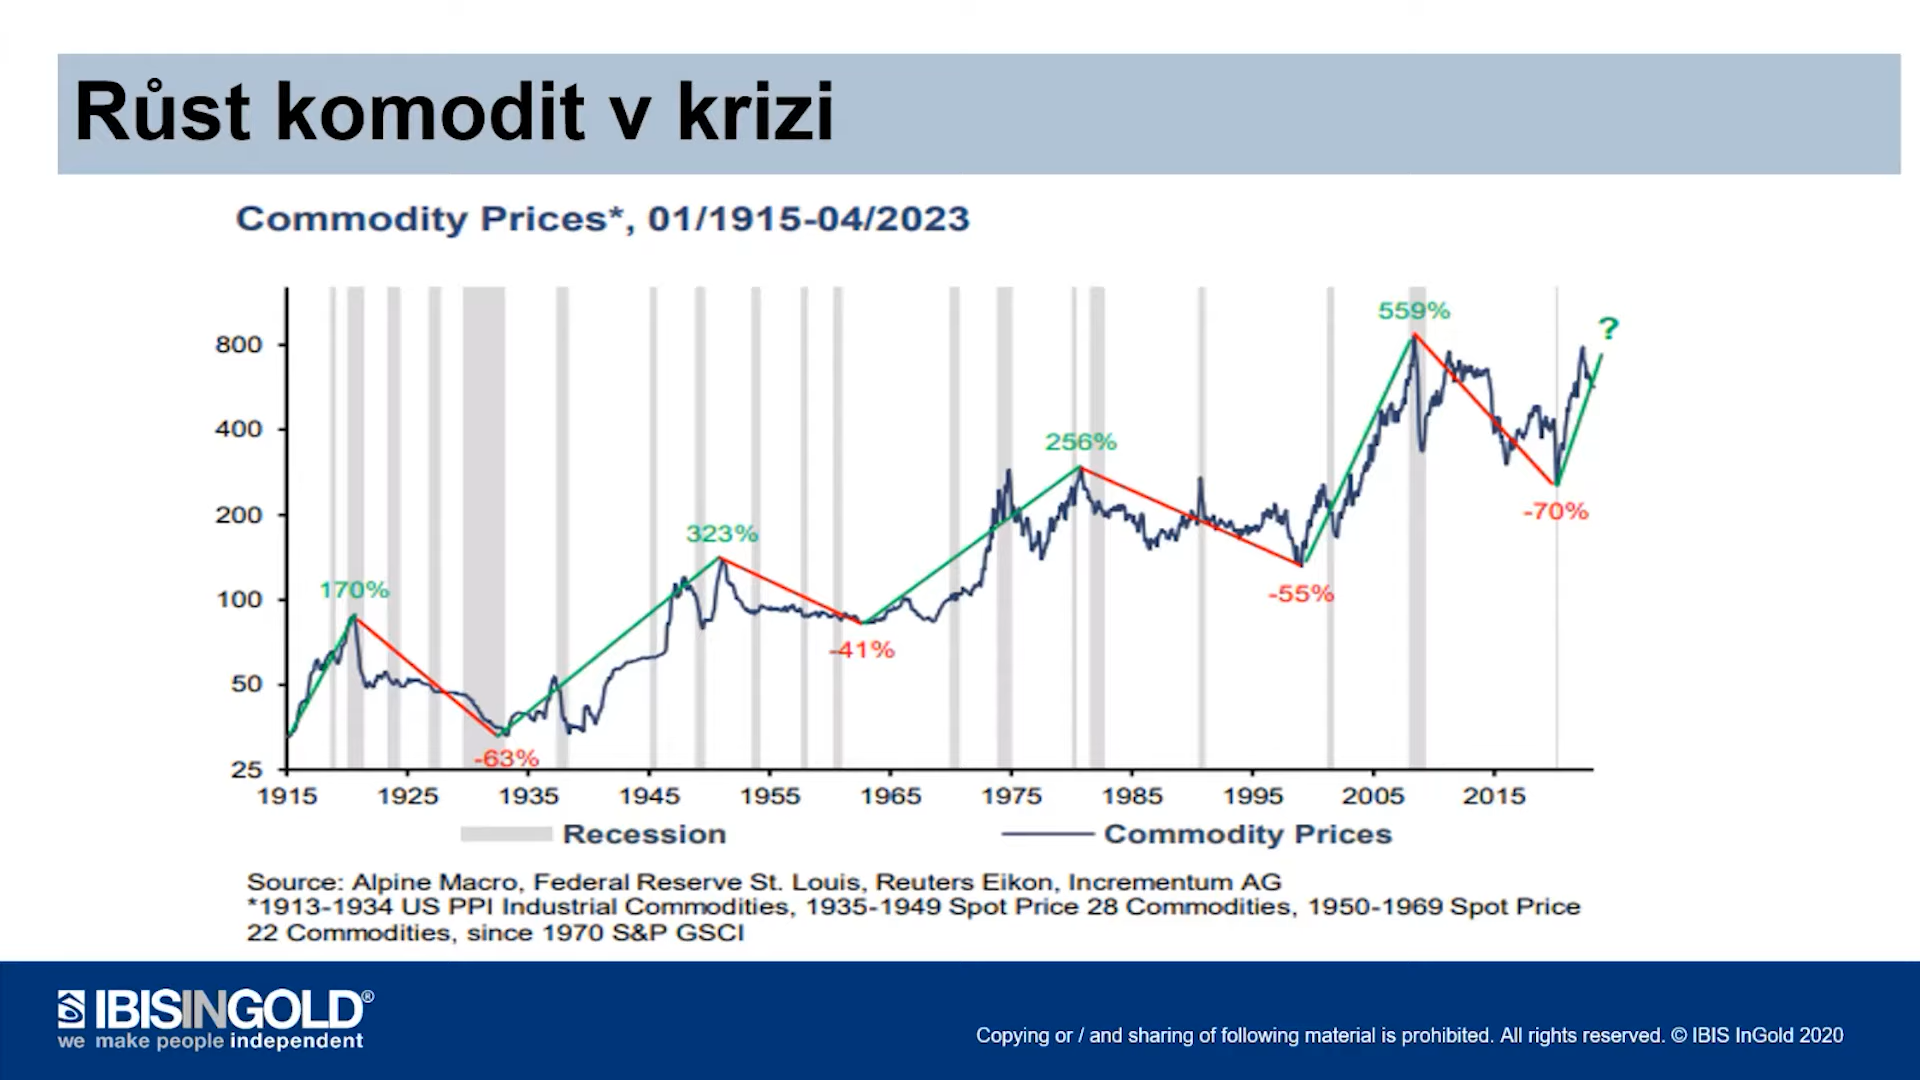 Růst komodit v krizi
Commodity Prices*, 01/1915-04/2023
559%
?
800
400
256%
200
323%
-70%
170%
-55%
100
-41%
50
-63%
25
1915 1925 1935 1945 1955 1965 1975 1985 1995 2005 2015
Recession Commodity Prices
Source: Alpine Macro, Federal Reserve St. Louis, Reuters Eikon, Incrementum AG
*1913-1934 US PPI Industrial Commodities, 1935-1949 Spot Price 28 Commodities, 1950-1969 Spot Price
22 Commodities, since 1970 S&P GSCI
IBISINGOLD®
we make people independent
Copying or / and sharing of following material is prohibited. All rights reserved. © IBIS InGold 2020